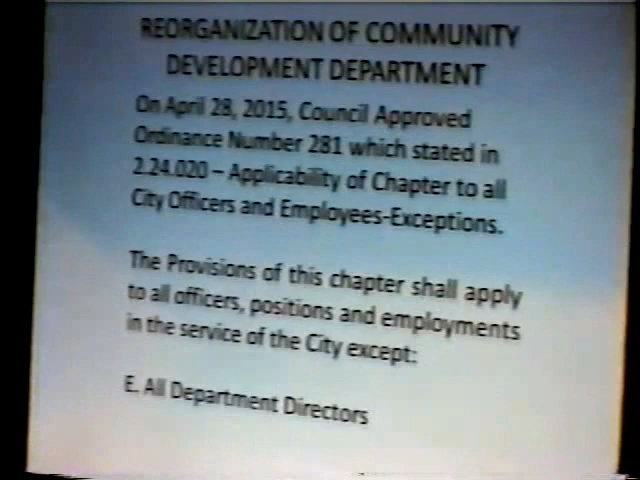 REORGANIZATION OF COMMUNITY
DEVELOPMENT DEPARTMENT
On April 28, 2015, Council Approved
Ordinance Number 281 which stated in
2.24.020 – Applicability of Chapter to all
City Officers and Employees-Exceptions.
The Provisions of this chapter shall apply
to all officers, positions and employments
in the service of the City except:
E. All Department Directors